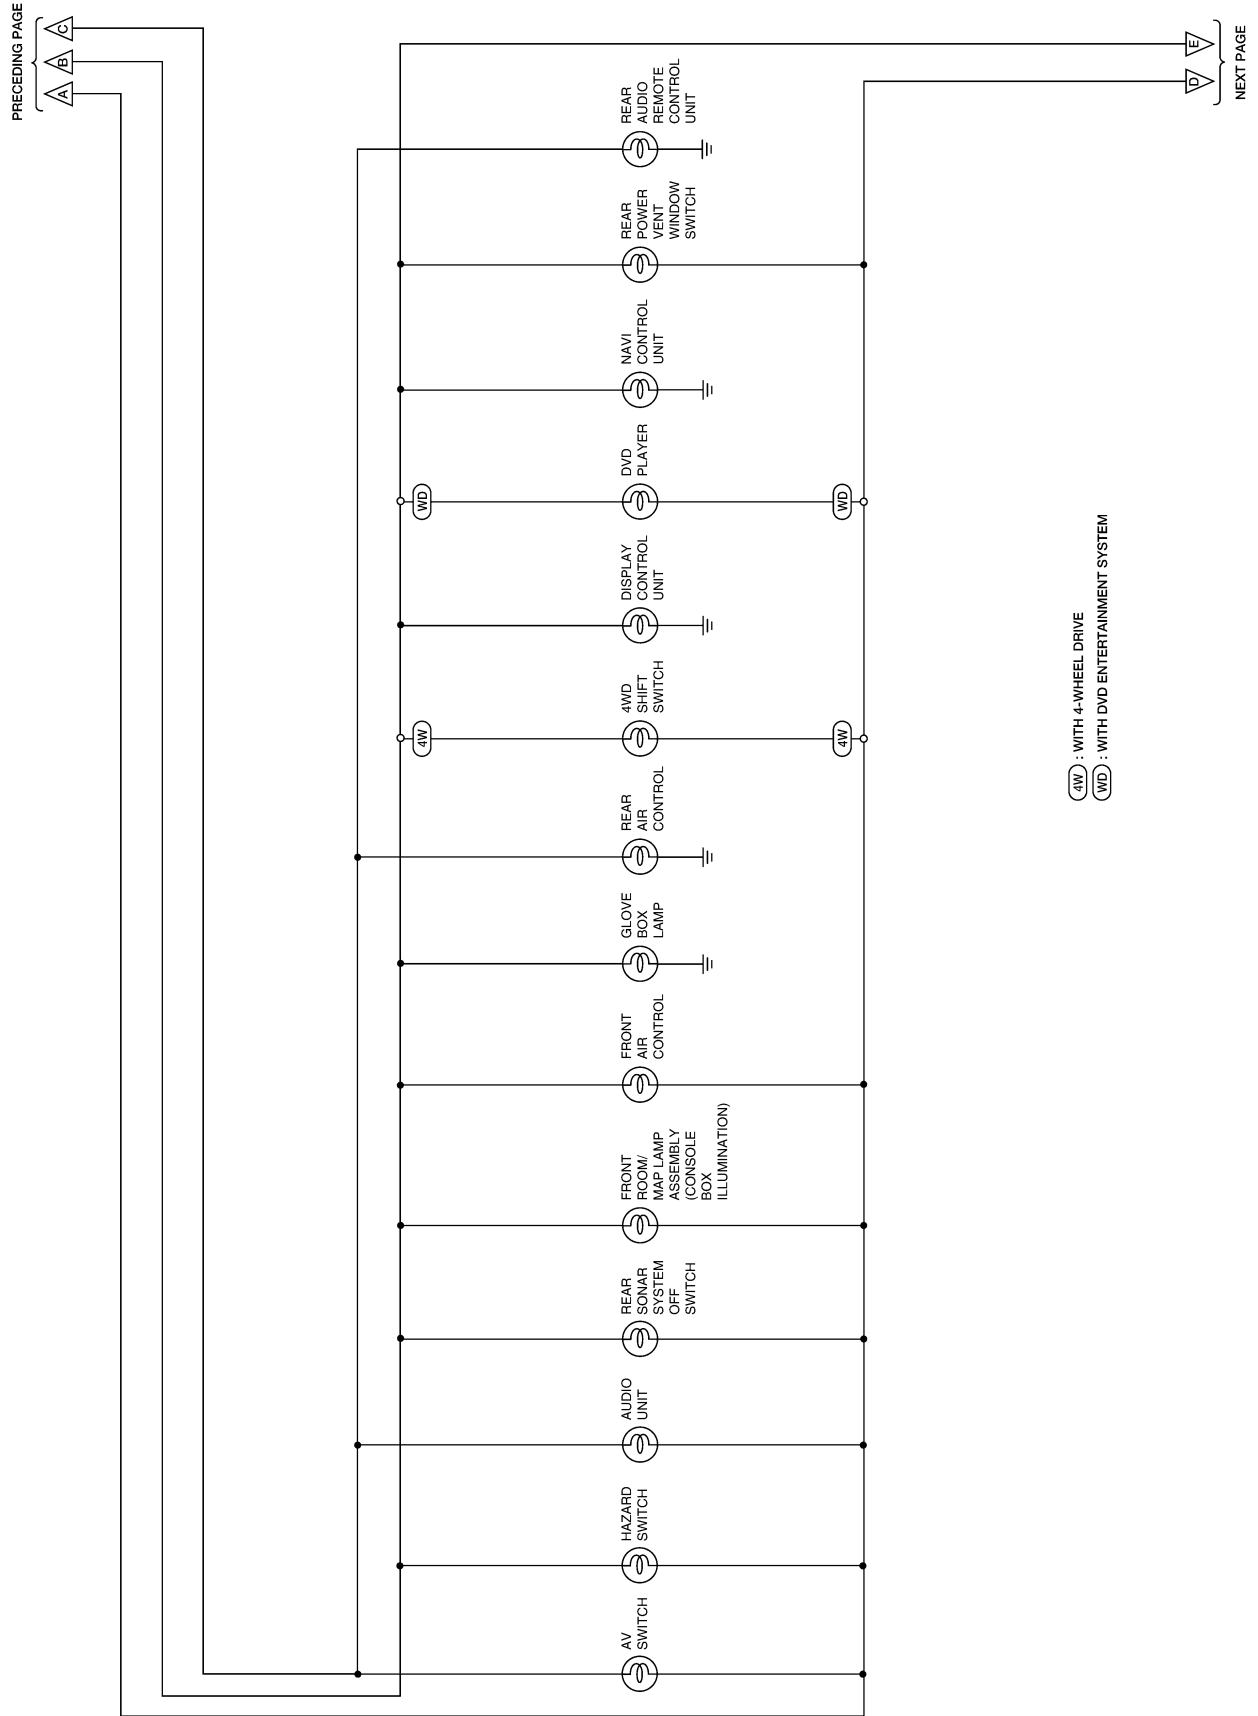 PRECEDING PAGE
A
B
C
AV
SWITCH
HAZARD
SWITCH
AUDIO
UNIT
REAR
SONAR
SYSTEM
OFF
SWITCH
FRONT
ROOM/
MAP LAMP
ASSEMBLY
(CONSOLE
BOX
ILLUMINATION)
FRONT
AIR
CONTROL
GLOVE
BOX
LAMP
REAR
AIR
CONTROL
4WD
SHIFT
SWITCH
4W
4W
DISPLAY
CONTROL
UNIT
DVD
PLAYER
WD
WD
NAVI
CONTROL
UNIT
REAR
POWER
VENT
WINDOW
SWITCH
REAR
AUDIO
REMOTE
CONTROL
UNIT
E
D
NEXT PAGE
4W : WITH 4-WHEEL DRIVE
WD : WITH DVD ENTERTAINMENT SYSTEM